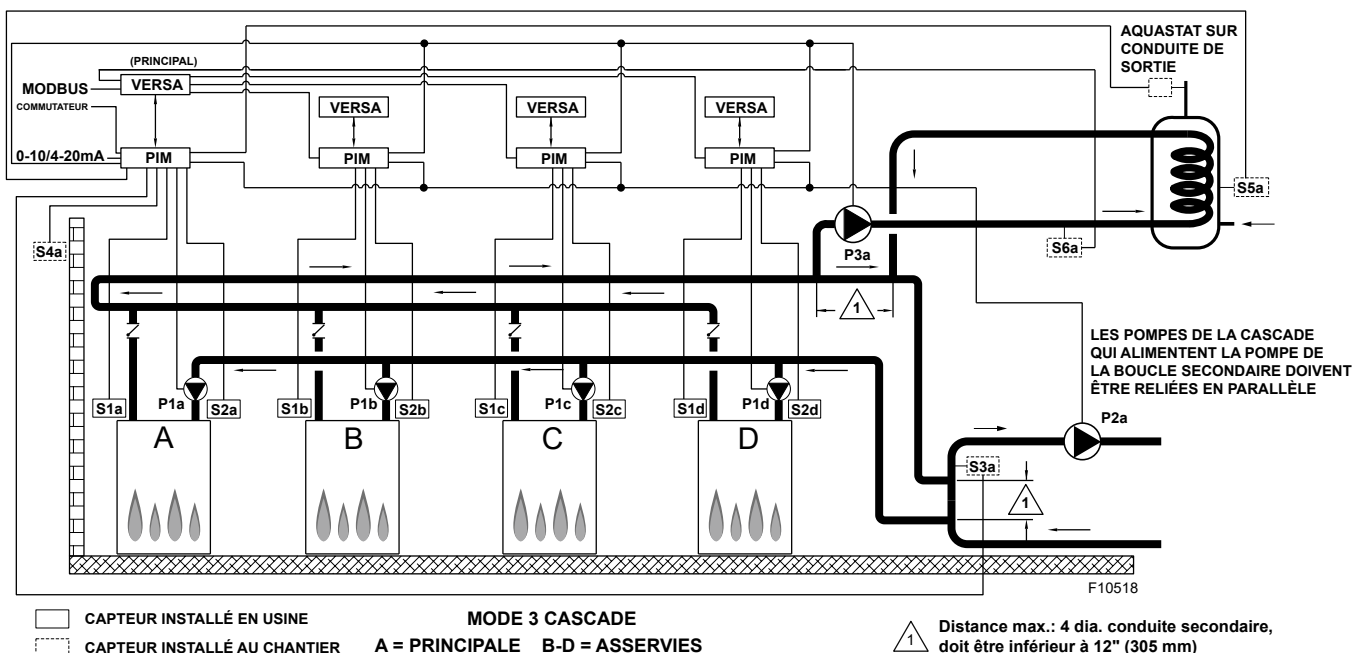 AQUASTAT SUR
CONDUITE DE
SORTIE
(PRINCIPAL)
MODBUS
VERSA
COMMUTATEUR
VERSA
VERSA
VERSA
0-10/4-20mA
PIM
PIM
PIM
PIM
S5a
S4a
P3a
S6a
1
LES POMPES DE LA CASCADE
QUI ALIMENTENT LA POMPE DE
LA BOUCLE SECONDAIRE DOIVENT
ÊTRE RELIÉES EN PARALLÈLE
S1a
P1a
S2a
S1b
P1b
S2b
S1c
P1c
S2c
S1d
P1d
S2d
P2a
A
B
C
D
S3a
1
F10518
CAPTEUR INSTALLÉ EN USINE
CAPTEUR INSTALLÉ AU CHANTIER
MODE 3 CASCADE
A = PRINCIPALE B-D = ASSERVIES
1
Distance max.: 4 dia. conduite secondaire,
doit être inférieur à 12" (305 mm)